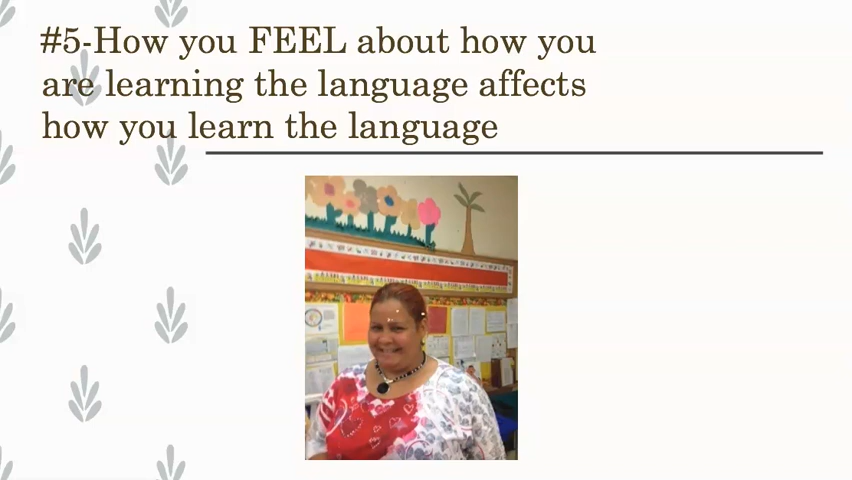 #5-How you FEEL about how you
are learning the language affects
how you learn the language